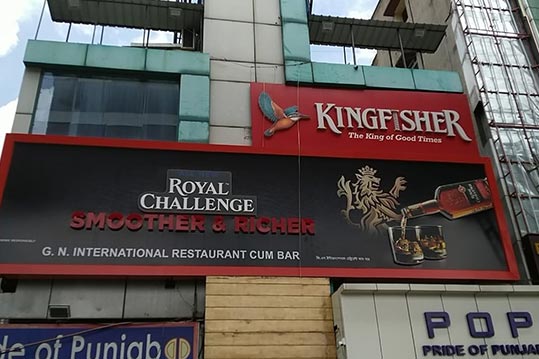 KINGFISHER
The King of Good Times
ROYAL
CHALLENGE
SMOOTHER & RICHER
G. N. INTERNATIONAL RESTAURANT CUM BAR
POP
PRIDE OF PUNJAB
de of Punjab